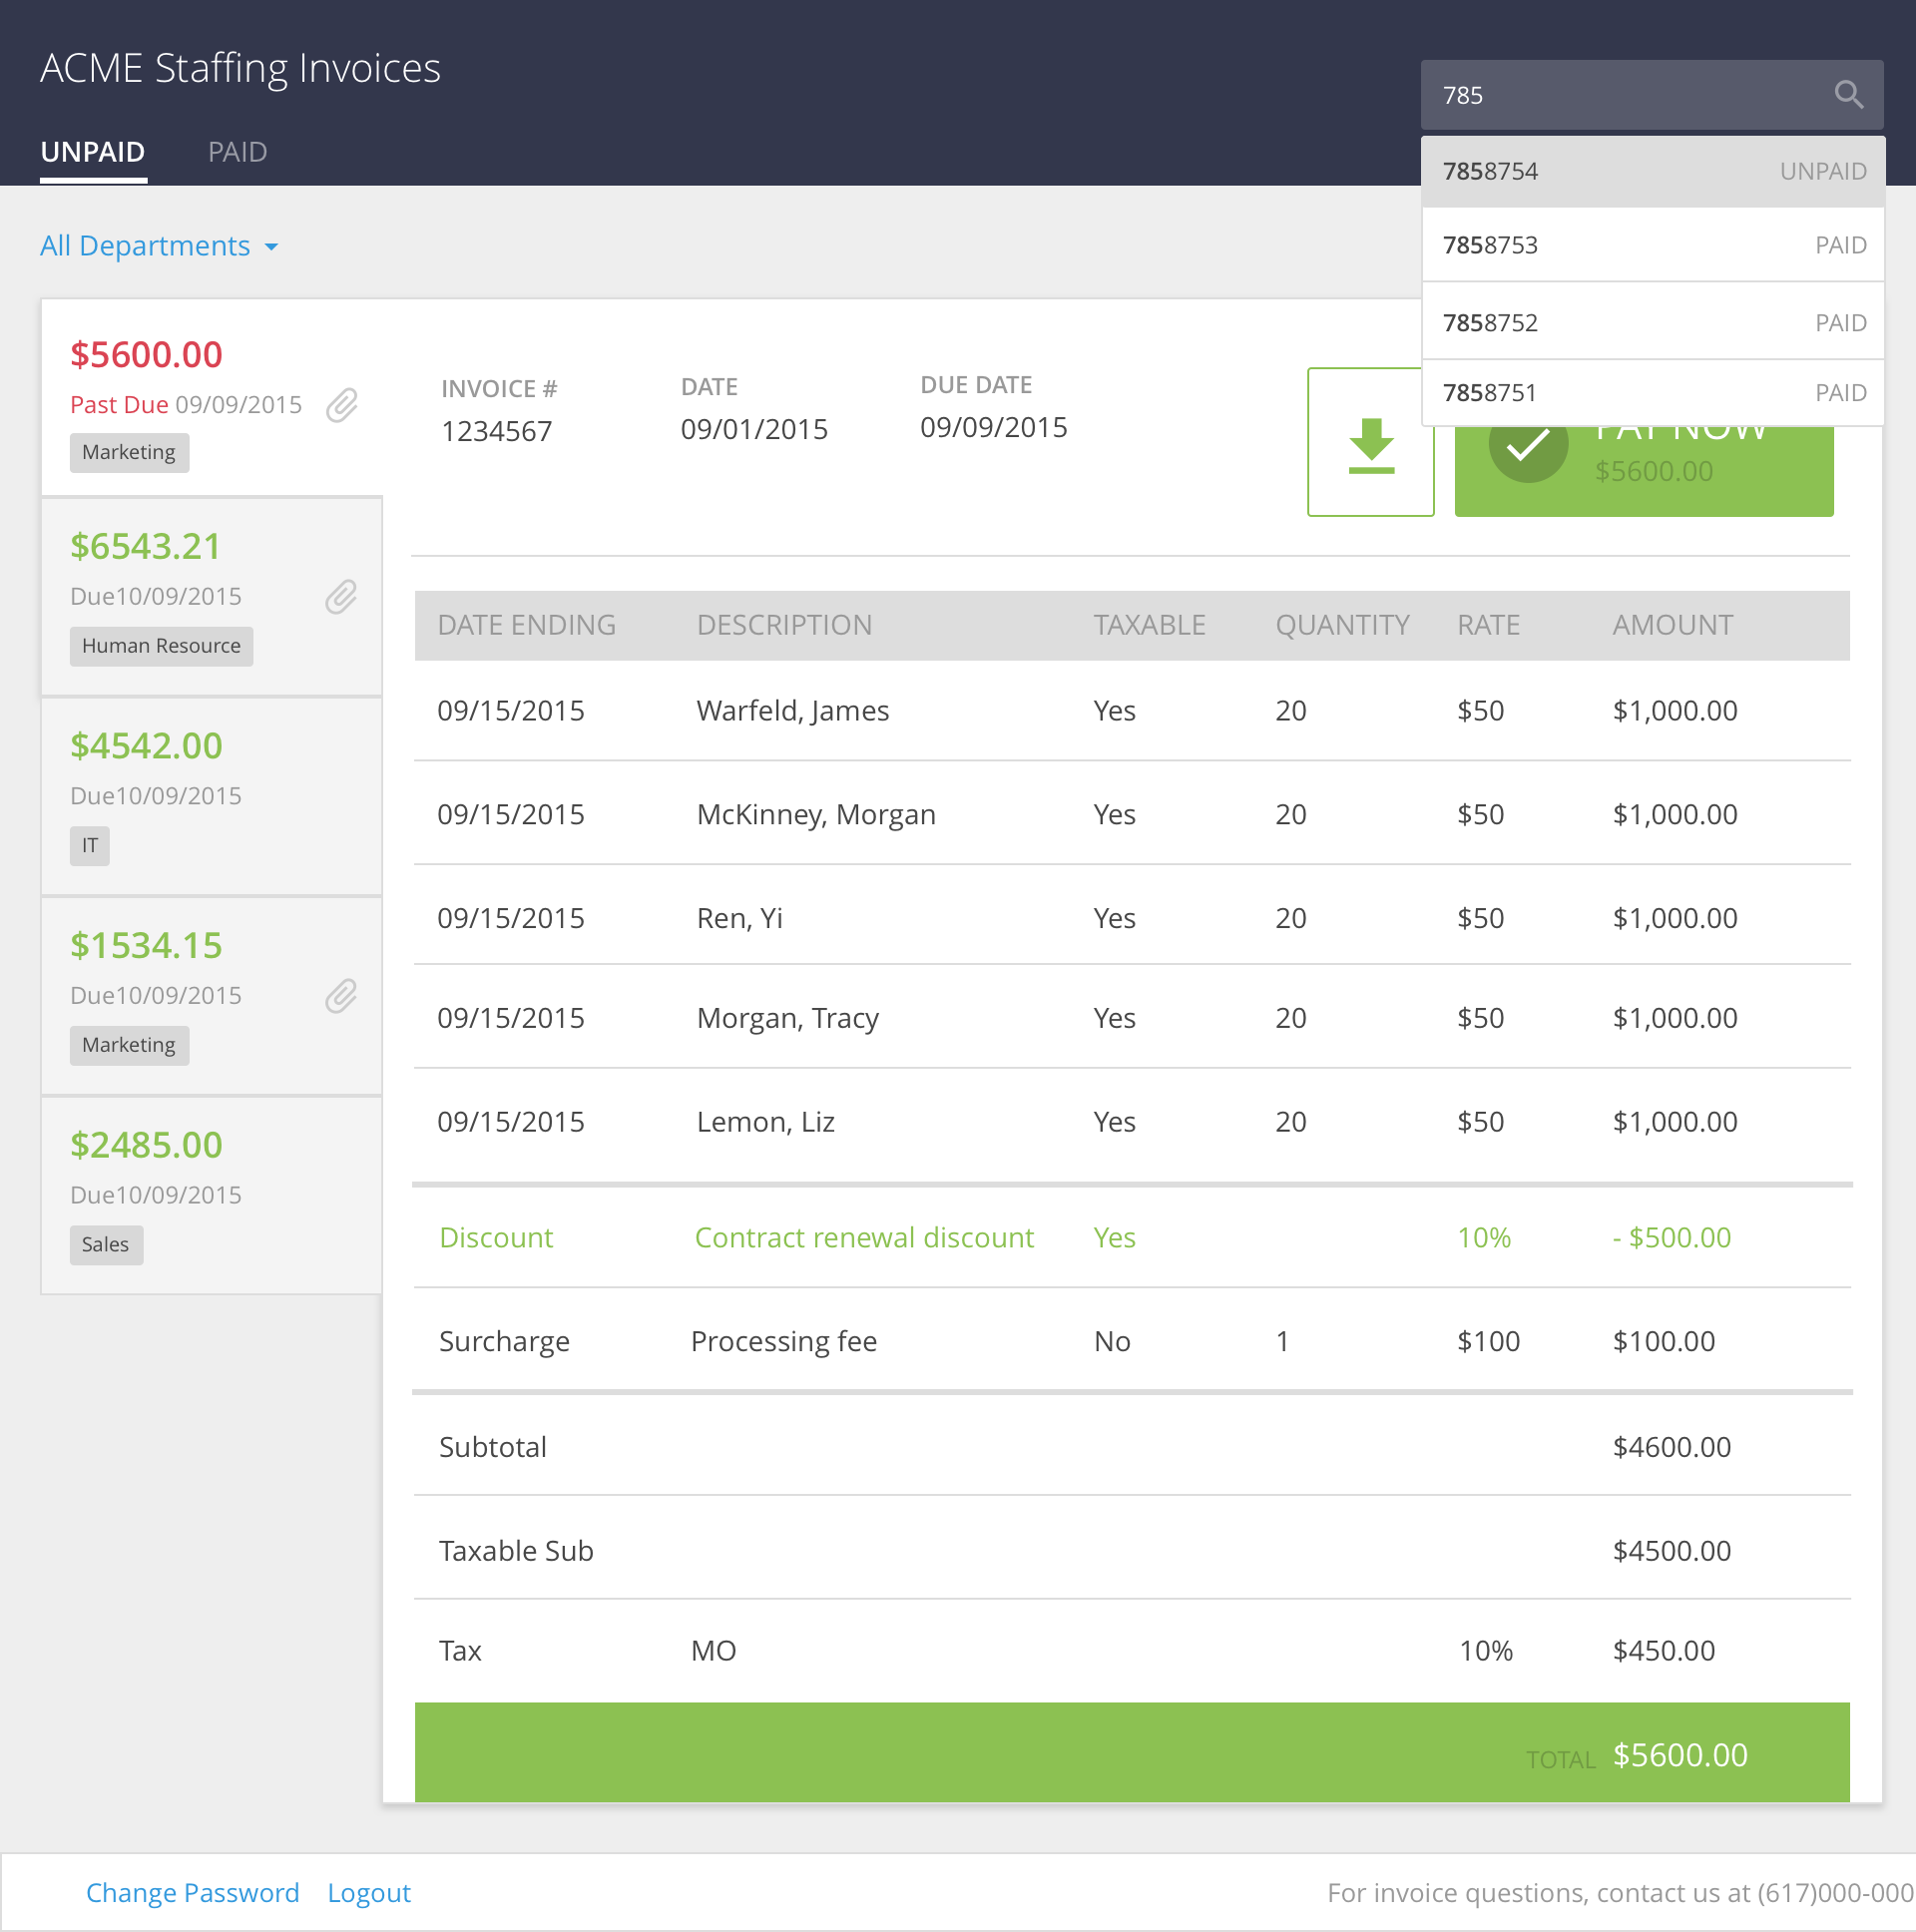 ACME Staffing Invoices
785
UNPAID PAID
7858754 UNPAID
7858753 PAID
7858752 PAID
7858751 PAID
All Departments
$5600.00
Past Due 09/09/2015
Marketing
$6543.21
Due10/09/2015
Human Resource
$4542.00
Due10/09/2015
IT
$1534.15
Due10/09/2015
Marketing
$2485.00
Due10/09/2015
Sales
INVOICE # DATE DUE DATE
1234567 09/01/2015 09/09/2015
PAY NOW
$5600.00
DATE ENDING DESCRIPTION TAXABLE QUANTITY RATE AMOUNT
09/15/2015 Warfeld, James Yes 20 $50 $1,000.00
09/15/2015 McKinney, Morgan Yes 20 $50 $1,000.00
09/15/2015 Ren, Yi Yes 20 $50 $1,000.00
09/15/2015 Morgan, Tracy Yes 20 $50 $1,000.00
09/15/2015 Lemon, Liz Yes 20 $50 $1,000.00
Discount Contract renewal discount Yes 10% - $500.00
Surcharge Processing fee No 1 $100 $100.00
Subtotal $4600.00
Taxable Sub $4500.00
Tax MO 10% $450.00
TOTAL $5600.00
Change Password Logout
For invoice questions, contact us at (617)000-000